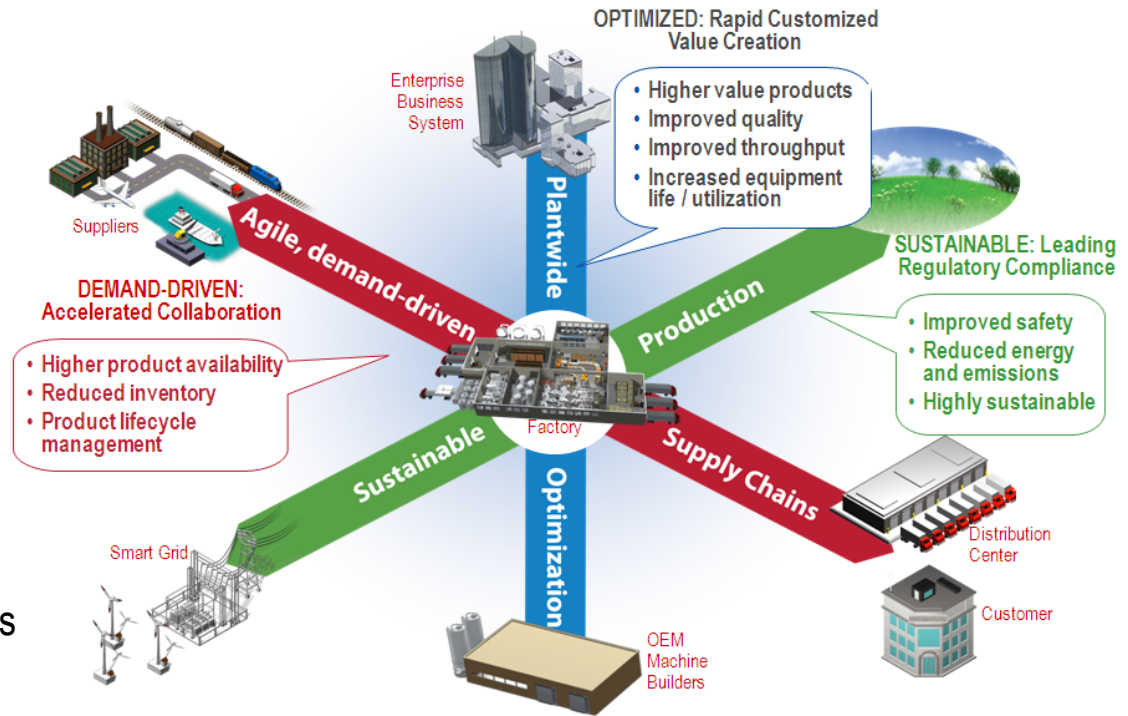 OPTIMIZED: Rapid Customized
Value Creation
Enterprise
Business
System
• Higher value products
• Improved quality
• Improved throughput
• Increased equipment
life / utilization
Suppliers
Agile, demand-driven
Plantwide
Production
SUSTAINABLE: Leading
Regulatory Compliance
DEMAND-DRIVEN:
Accelerated Collaboration
• Improved safety
• Reduced energy
and emissions
• Highly sustainable
• Higher product availability
• Reduced inventory
• Product lifecycle
management
Factory
Sustainable
Optimization
Supply Chains
Smart Grid
Distribution
Center
Customer
s
OEM
Machine
Builders